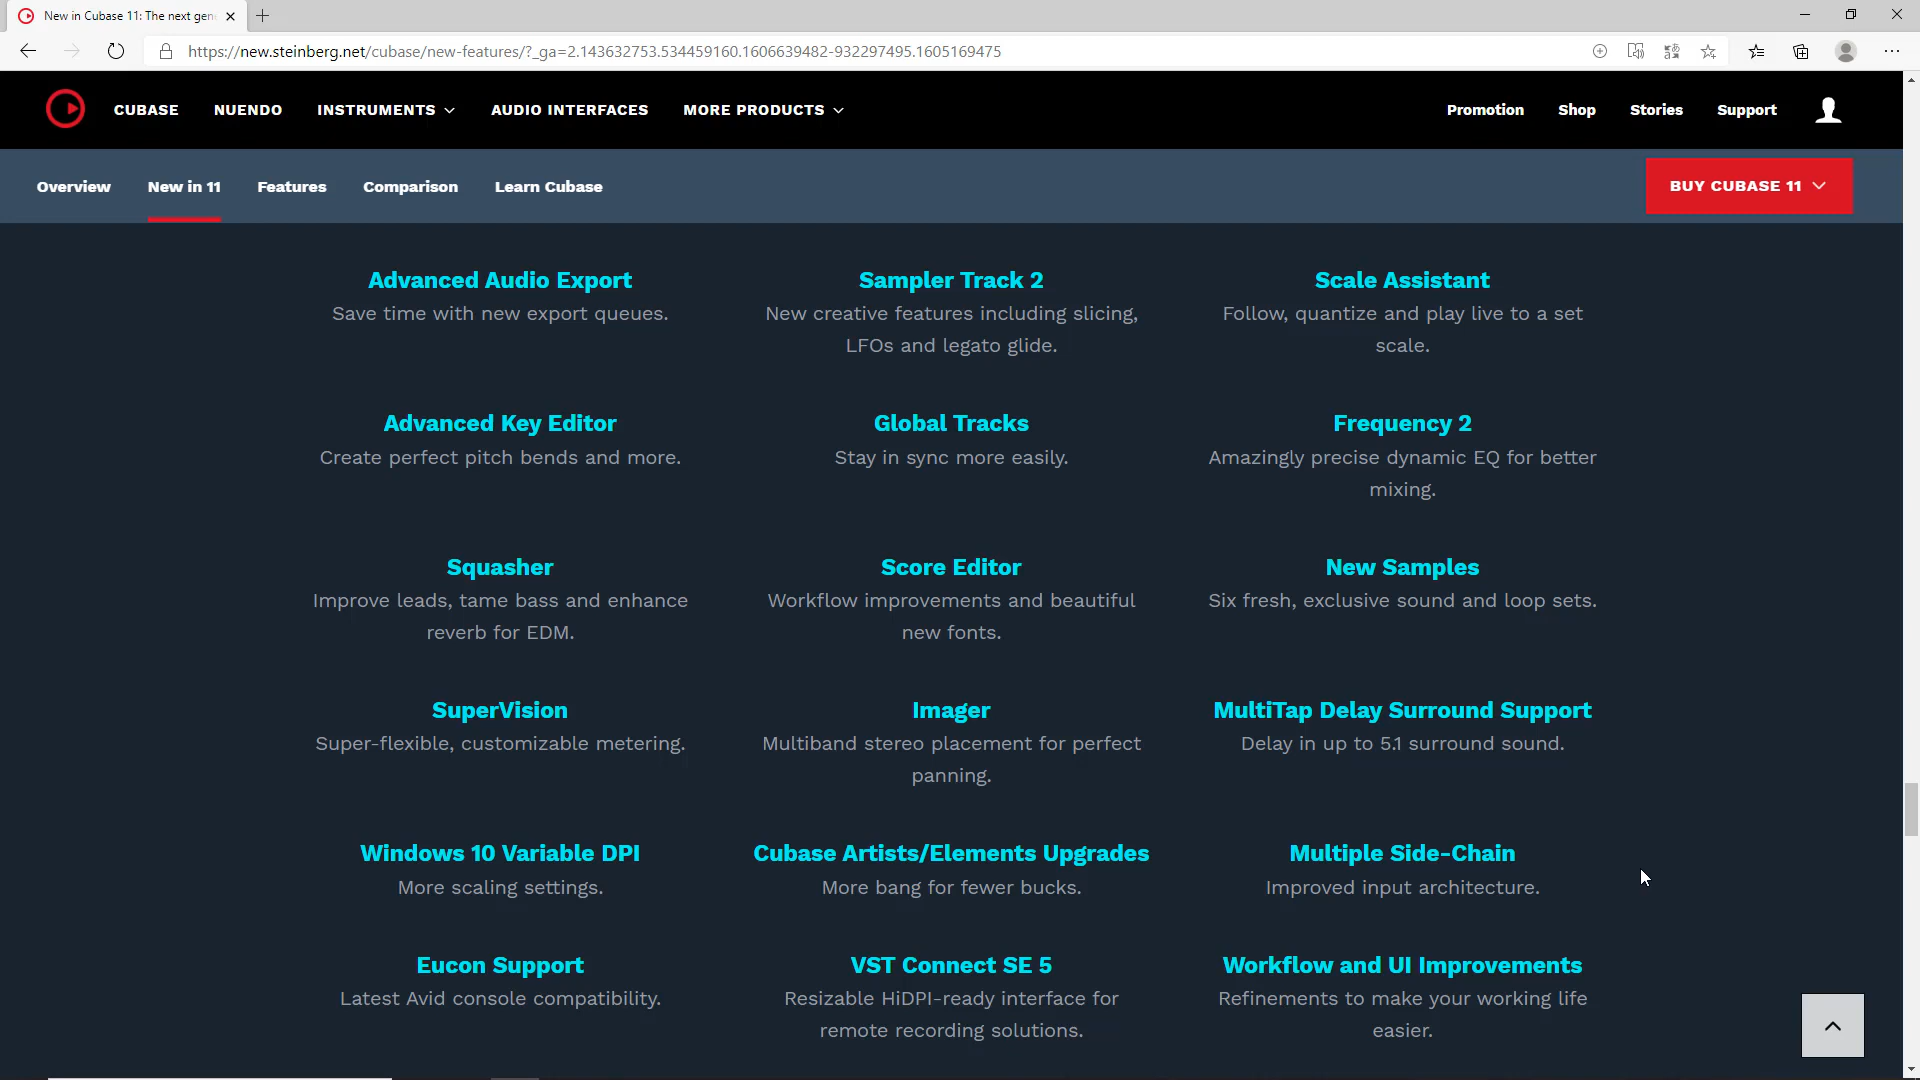 New in Cubase 11: The next gen
https://new.steinberg.net/cubase/new-features/?_ga=2.143632753.534459160.1606639482-932297495.1605169475
CUBASE NUENDO INSTRUMENTS AUDIO INTERFACES MORE PRODUCTS Promotion Shop Stories Support
Overview New in 11 Features Comparison Learn Cubase BUY CUBASE 11
Advanced Audio Export
Save time with new export queues.
Sampler Track 2
New creative features including slicing,
LFOs and legato glide.
Scale Assistant
Follow, quantize and play live to a set
scale.
Advanced Key Editor
Create perfect pitch bends and more.
Global Tracks
Stay in sync more easily.
Frequency 2
Amazingly precise dynamic EQ for better
mixing.
Squasher
Improve leads, tame bass and enhance
reverb for EDM.
Score Editor
Workflow improvements and beautiful
new fonts.
New Samples
Six fresh, exclusive sound and loop sets.
SuperVision
Super-flexible, customizable metering.
Imager
Multiband stereo placement for perfect
panning.
MultiTap Delay Surround Support
Delay in up to 5.1 surround sound.
Windows 10 Variable DPI
More scaling settings.
Cubase Artists/Elements Upgrades
More bang for fewer bucks.
Multiple Side-Chain
Improved input architecture.
Eucon Support
Latest Avid console compatibility.
VST Connect SE 5
Resizable HiDPI-ready interface for
remote recording solutions.
Workflow and UI Improvements
Refinements to make your working life
easier.